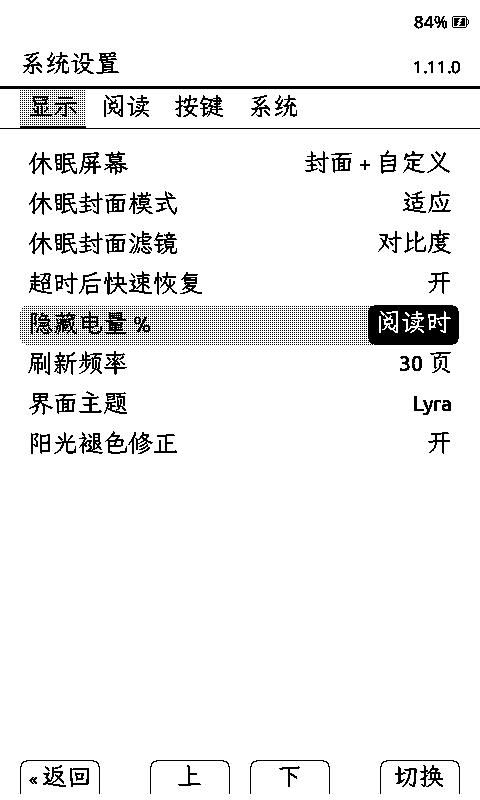 84%
系统设置 1.11.0
显示 阅读 按键 系统
休眠屏幕 封面 + 自定义
休眠封面模式 适应
休眠封面滤镜 对比度
超时后快速恢复 开
隐藏电量 % 阅读时
刷新频率 30 页
界面主题 Lyra
阳光褪色修正 开
« 返回 上 下 切换